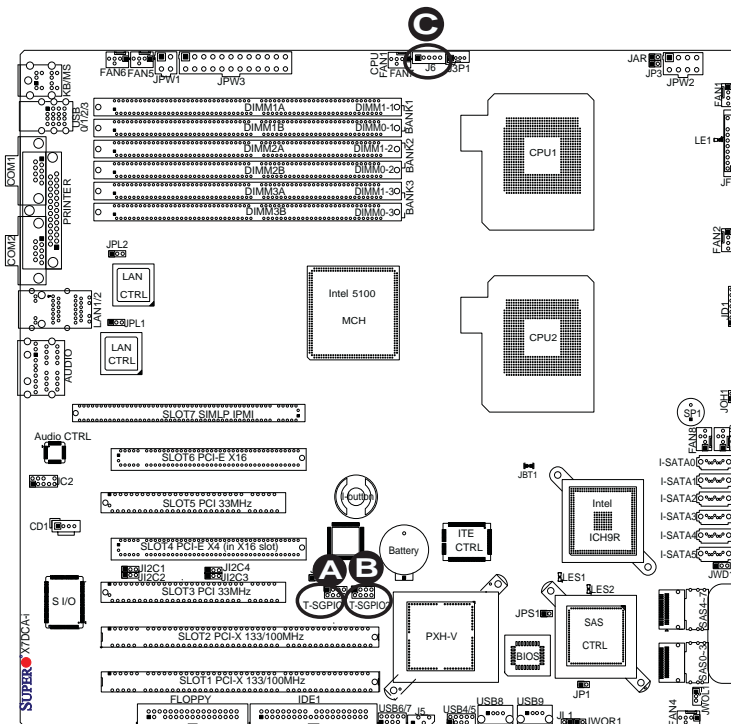 C
FAN6
FAN5
JPW1
JPW3
CPU
FAN1
J6
J3P1
JAR
JP3
JPW2
FAN1
KB/MS
USB
0/1/2/3
DIMM1A
DIMM1-1
BANK1
DIMM1B
DIMM0-1
DIMM2A
DIMM1-2
BANK2
DIMM2B
DIMM0-2
DIMM3A
DIMM1-3
BANK3
DIMM3B
DIMM0-3
CPU1
LE1
JF
COM1
PRINTER
COM2
JPL2
LAN
CTRL
Intel 5100
MCH
FAN2
LAN1/2
JPL1
LAN
CTRL
CPU2
JD1
AUDIO
JOH1
SLOT7 SIMLP IPMI
SP1
Audio CTRL
FAN8
SLOT6 PCI-E X16
JBT1
I-SATA0
I-SATA1
I-SATA2
I-SATA3
I-SATA4
I-SATA5
SLOT5 PCI 33MHz
I-button
Intel
ICH9R
CD1
SLOT4 PCI-E X4 (in X16 slot)
ITE
CTRL
Battery
JWD1
JI2C1
JI2C2
JI2C4
JI2C3
A
B
LES1
LES2
S I/O
SLOT3 PCI 33MHz
T-SGPIO1
T-SGPIO2
SAS4~7
JPS1
SAS
CTRL
SLOT2 PCI-X 133/100MHz
PXH-V
BIOS
SAS0~3
SUPER X7DCA-i
SLOT1 PCI-X 133/100MHz
JP1
JWOL1
FLOPPY
IDE1
USB6/7
J5
USB4/5
USB8
USB9
JL1
JWOR1
FAN4